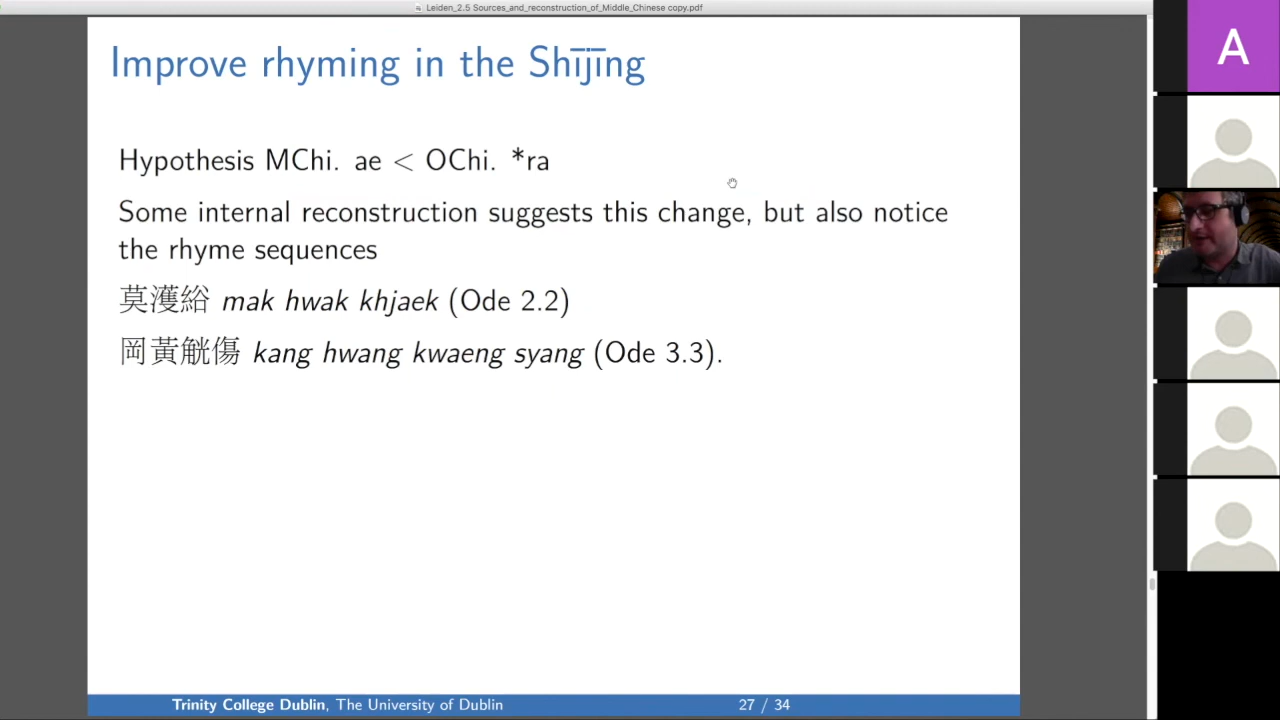 Leiden_2.5 Sources_and_reconstruction_of_Middle_Chinese copy.pdf
Improve rhyming in the Shījīng
Hypothesis MChi. ae < OChi. *ra
Some internal reconstruction suggests this change, but also notice
the rhyme sequences
莫濩綌 mak hwak khjaek (Ode 2.2)
岡黃觥傷 kang hwang kwaeng syang (Ode 3.3).
Trinity College Dublin, The University of Dublin
27 / 34
A